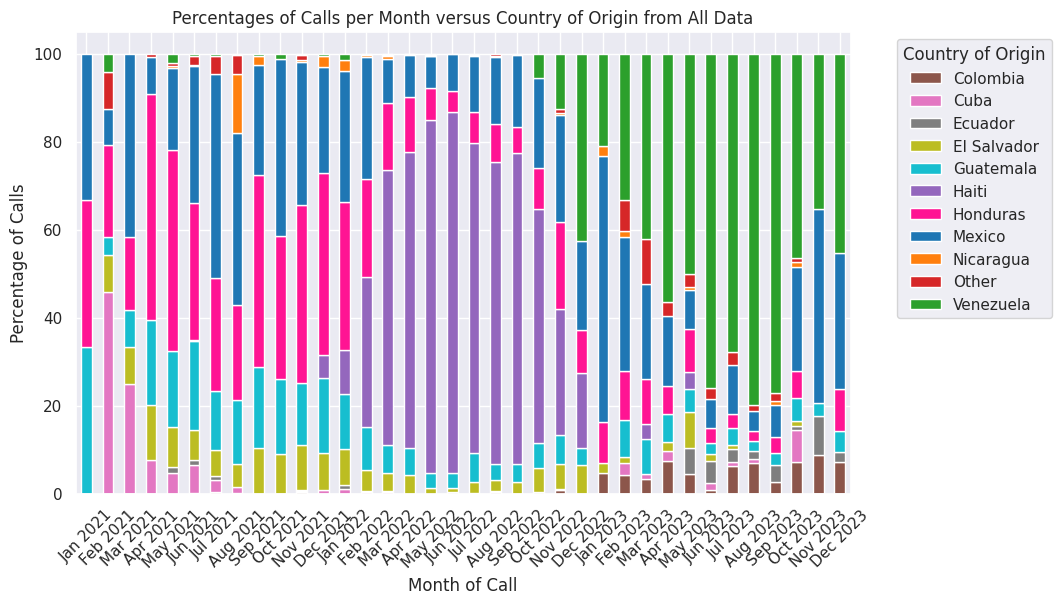 Percentages of Calls per Month versus Country of Origin from All Data
Percentage of Calls
100
80
60
40
20
0
Jan 2021
Feb 2021
Mar 2021
Apr 2021
May 2021
Jun 2021
Jul 2021
Aug 2021
Sep 2021
Oct 2021
Nov 2021
Dec 2021
Jan 2022
Feb 2022
Mar 2022
Apr 2022
May 2022
Jun 2022
Jul 2022
Aug 2022
Sep 2022
Oct 2022
Nov 2022
Dec 2022
Jan 2023
Feb 2023
Mar 2023
Apr 2023
May 2023
Jun 2023
Jul 2023
Aug 2023
Sep 2023
Oct 2023
Nov 2023
Dec 2023
Month of Call
Country of Origin
Colombia
Cuba
Ecuador
El Salvador
Guatemala
Haiti
Honduras
Mexico
Nicaragua
Other
Venezuela